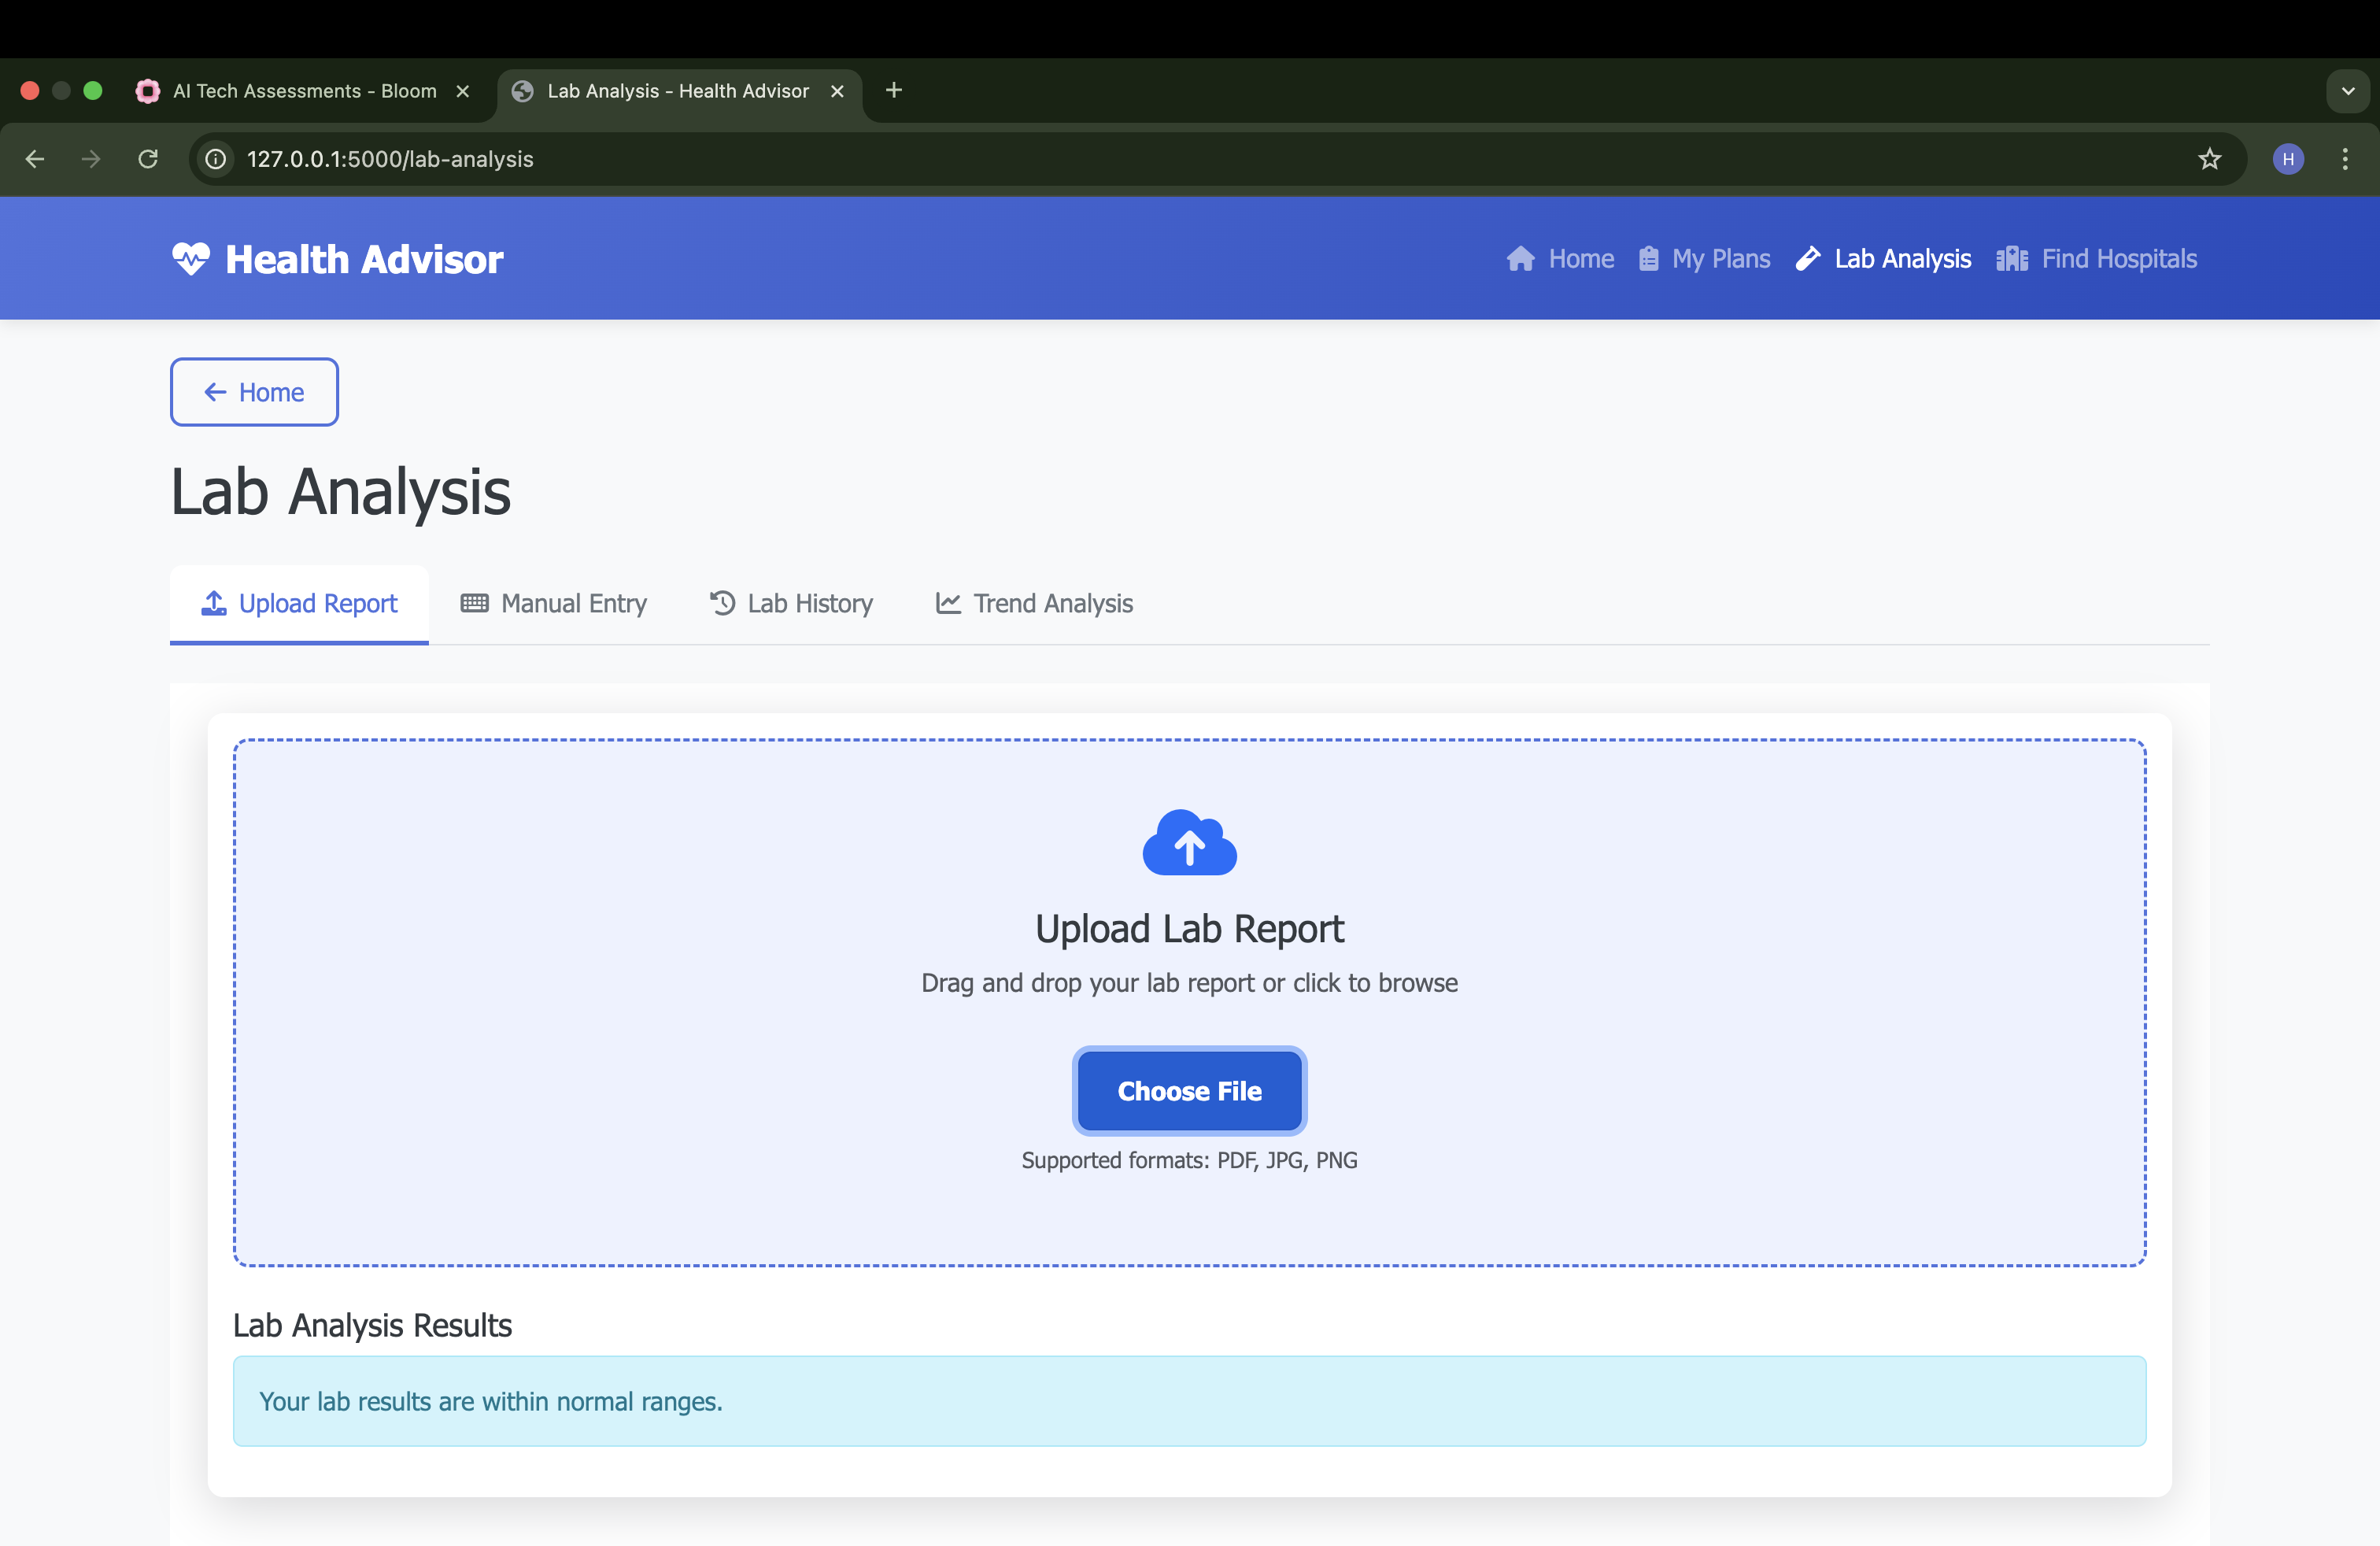 AI Tech Assessments - Bloom
Lab Analysis - Health Advisor
127.0.0.1:5000/lab-analysis
H
Health Advisor
Home
My Plans
Lab Analysis
Find Hospitals
Home
Lab Analysis
Upload Report
Manual Entry
Lab History
Trend Analysis
Upload Lab Report
Drag and drop your lab report or click to browse
Choose File
Supported formats: PDF, JPG, PNG
Lab Analysis Results
Your lab results are within normal ranges.